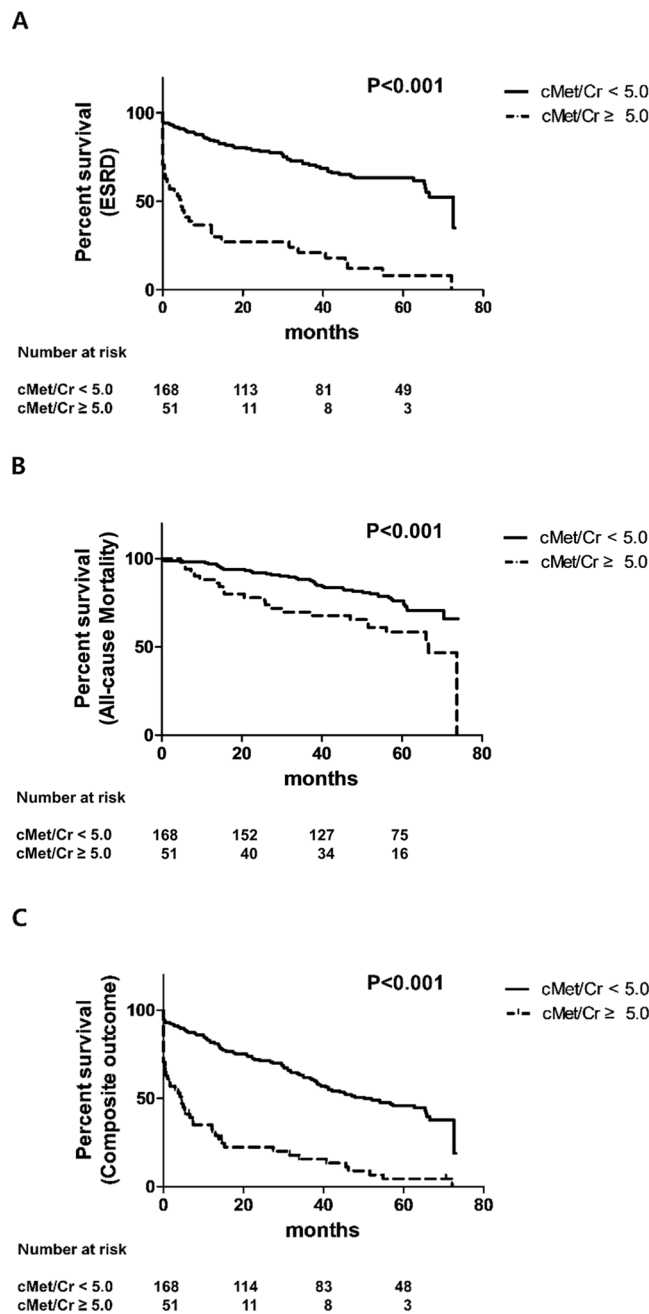 A
P<0.001
cMet/Cr < 5.0
cMet/Cr ≥ 5.0
Percent survival
(ESRD)
100
50
0
0 20 40 60 80
months
Number at risk
cMet/Cr < 5.0 168 113 81 49
cMet/Cr ≥ 5.0 51 11 8 3
B
P<0.001
cMet/Cr < 5.0
cMet/Cr ≥ 5.0
Percent survival
(All-cause Mortality)
100
50
0
0 20 40 60 80
months
Number at risk
cMet/Cr < 5.0 168 152 127 75
cMet/Cr ≥ 5.0 51 40 34 16
C
P<0.001
cMet/Cr < 5.0
cMet/Cr ≥ 5.0
Percent survival
(Composite outcome)
100
50
0
0 20 40 60 80
months
Number at risk
cMet/Cr < 5.0 168 114 83 48
cMet/Cr ≥ 5.0 51 11 8 3